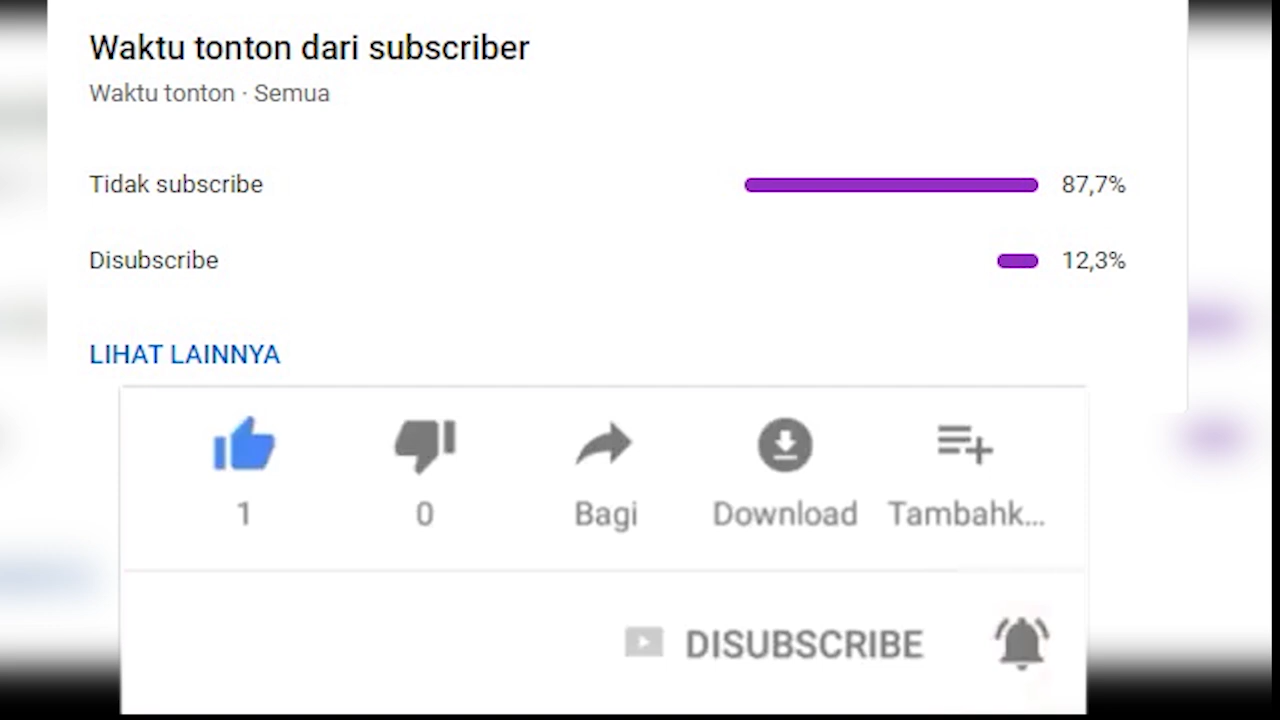 Waktu tonton dari subscriber
Waktu tonton · Semua
Tidak subscribe 87,7%
Disubscribe 12,3%
LIHAT LAINNYA
1 0 Bagi Download Tambahk...
DISUBSCRIBE